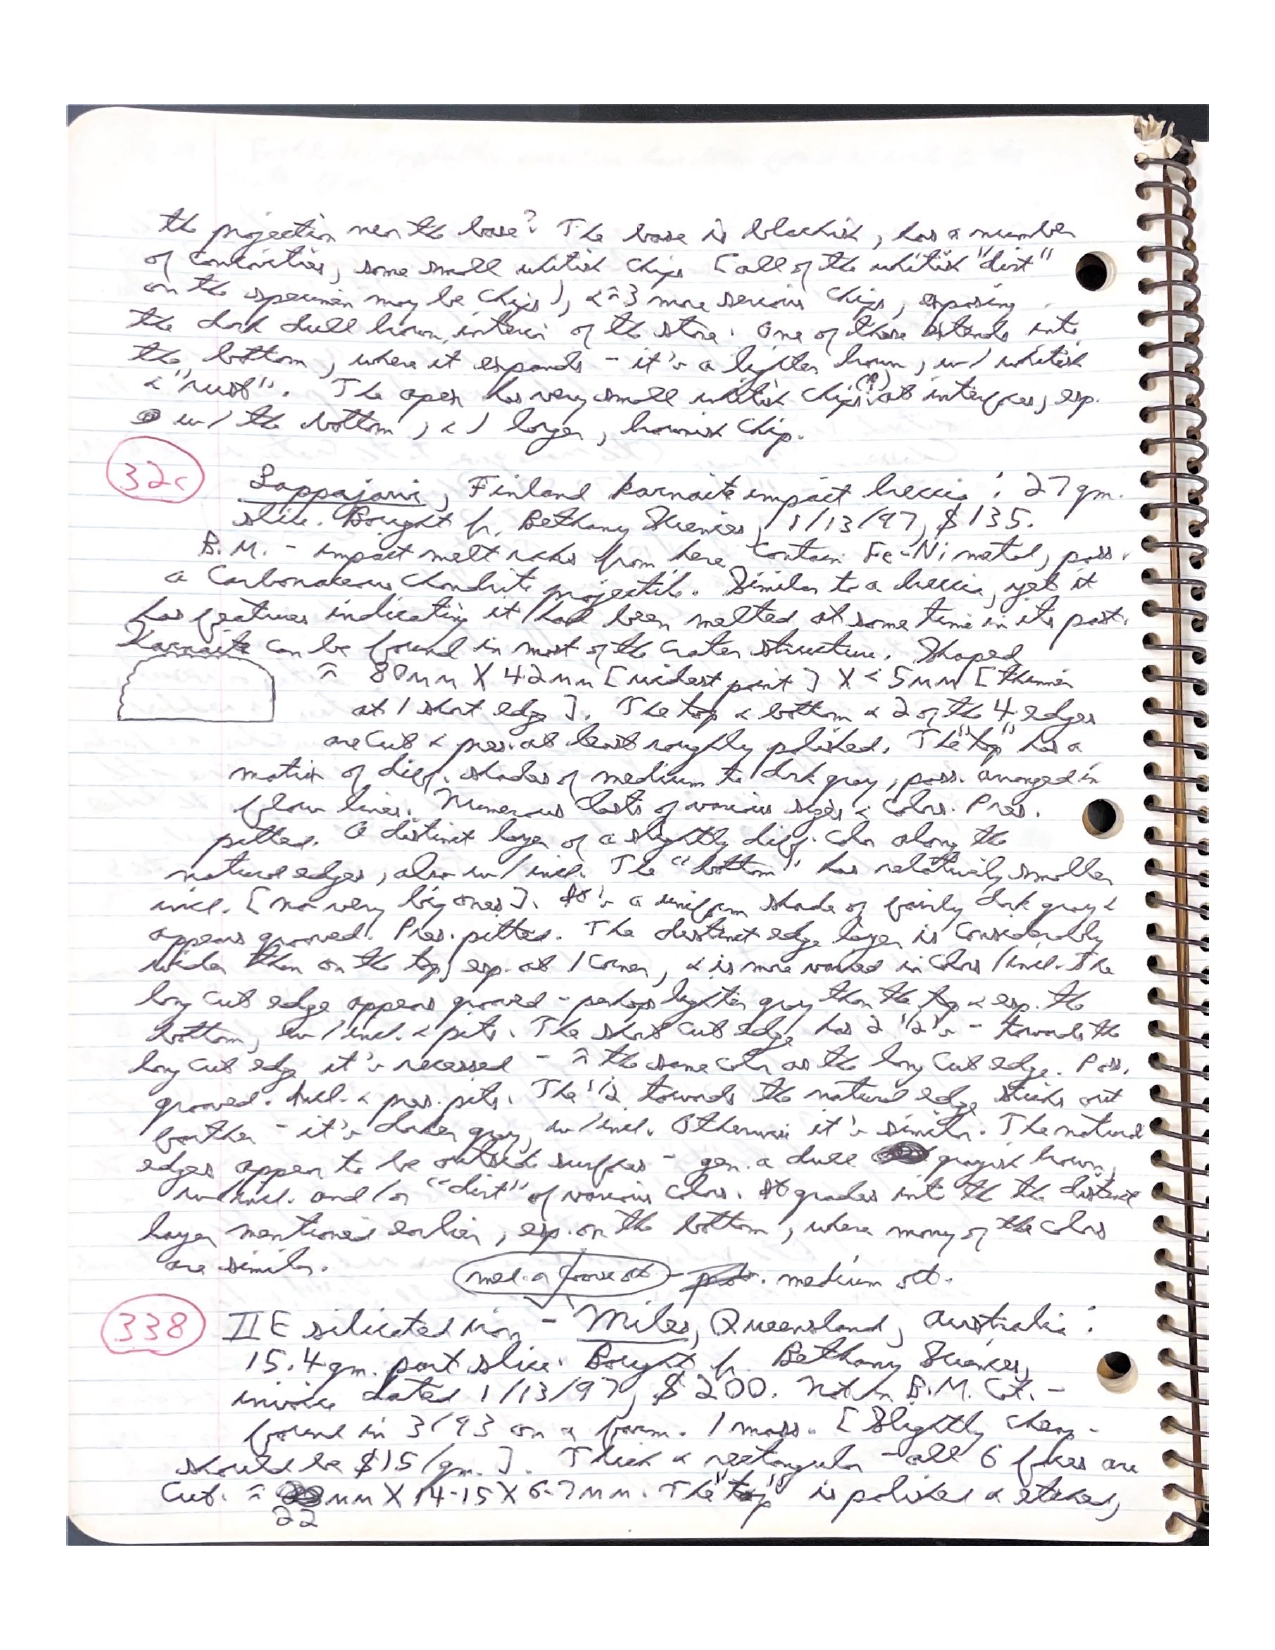 the projection near the base? The base is blackish, has a number
of concavities, some small whitish chips [all of the whitish "dirt"
on the specimen may be chips], & ≈3 more serious chips, exposing
the dark dull brown interior of the stone. One of these extends into
the bottom, where it expands - it's a lighter brown, w/ whitish
& "rust". The apex has very small whitish chips(?) at interfaces, esp.
w/ the bottom, & 1 larger, brownish chip.
32c
Lappajarvi, Finland karnaite impact breccia: 27 gm.
slice. Bought fr. Bethany Sciences, 1/13/97, $135.
B.M. - impact melt rocks from here contain Fe-Ni metal, poss.
a carbonaceous chondrite projectile. Similar to a breccia, yet it
has features indicating it had been melted at some time in its past.
Karnaite can be found in most of the crater structure. Shaped
≈ 80mm X 42mm [widest point] X < 5mm [thinner
at 1 short edge]. The top & bottom & 2 of the 4 edges
are cut & pres. at least roughly polished. The "top" has a
matrix of diff. shades of medium to dark gray, poss. arranged in
flow lines. Numerous clasts of various sizes & colors. Pres.
pitted. A distinct layer of a slightly diff. color along the
natural edges, also w/ incl. The "bottom" has relatively smaller
incl. [no very big ones]. It's a uniform shade of fairly dark gray &
appears grooved. Pres. pitted. The distinct edge layer is considerably
wider than on the top, esp. at 1 corner, & is more varied in colors/incl. The
long cut edge appears grooved - perhaps lighter gray than the top & esp. the
bottom, w/ incl. & pits. The short cut edge has 2 1/2's - towards the
long cut edge it's recessed - ≈ the same color as the long cut edge. Poss.
grooved. Incl. & pres. pits. The 1/2 towards the natural edge sticks out
farther - it's darker gray, w/ incl. Otherwise it's similar. The natural
edges appear to be outside surfaces - gen. a dull grayish brown,
w/ incl. and/or "dirt" of various colors. It grades into the the distinct
layer mentioned earlier, esp. on the bottom, where many of the colors
are similar.
med. oct. - medium oct.
338
IIE silicated iron - Miles, Queensland, Australia:
15.4 gm. part slice. Bought fr. Bethany Sciences,
invoice dated 1/13/97, $200. Not in B.M. Cat. -
found in 3/93 on a farm. 1 mass. [Slightly cheap -
should be $15/gm.]. Thick & rectangular - all 6 faces are
cut. ≈ 22 mm X 14-15 X 6-7 mm. The "top" is polished & etched,